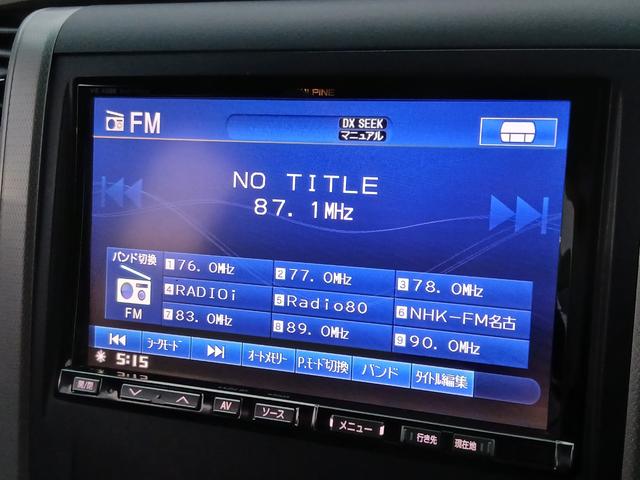 ALPINE
FM
DX SEEK
マニュアル
NO TITLE
87.1MHz
バンド切換
FM
1 76.0MHz
2 77.0MHz
3 78.0MHz
4 RADIOi
5 Radio80
6 NHK-FM名古
7 83.0MHz
8 89.0MHz
9 90.0MHz
シークモード
オートメモリー
P.モード切換
バンド
タイトル編集
5:15
開/閉
AV
ソース
メニュー
行き先
現在地